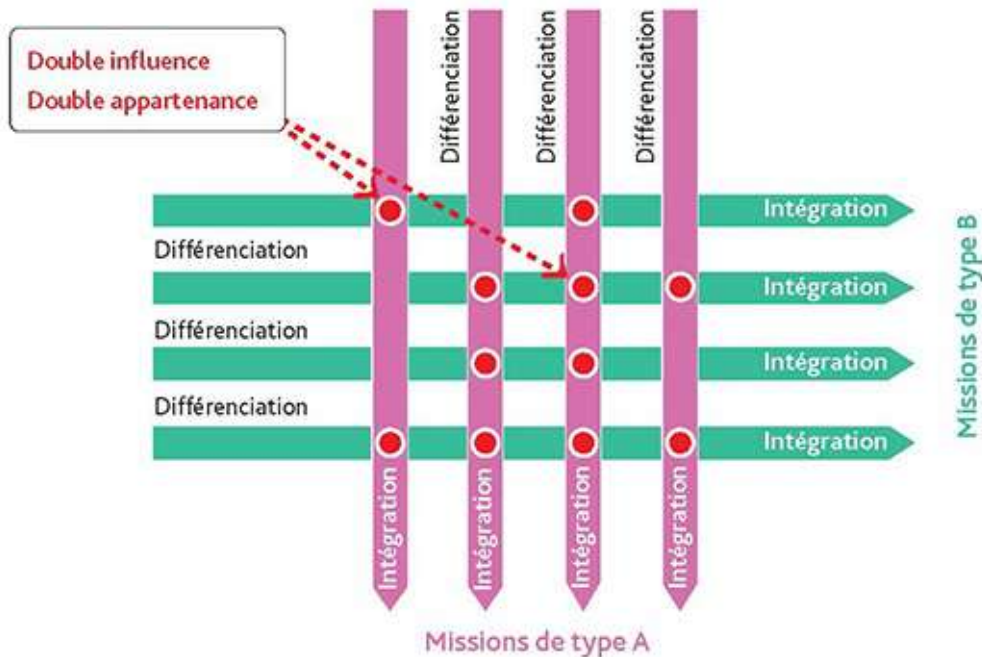 Double influence
Double appartenance
Différenciation
Différenciation
Différenciation
Intégration
Différenciation
Intégration
Différenciation
Intégration
Différenciation
Intégration
Intégration
Intégration
Intégration
Intégration
Missions de type B
Missions de type A